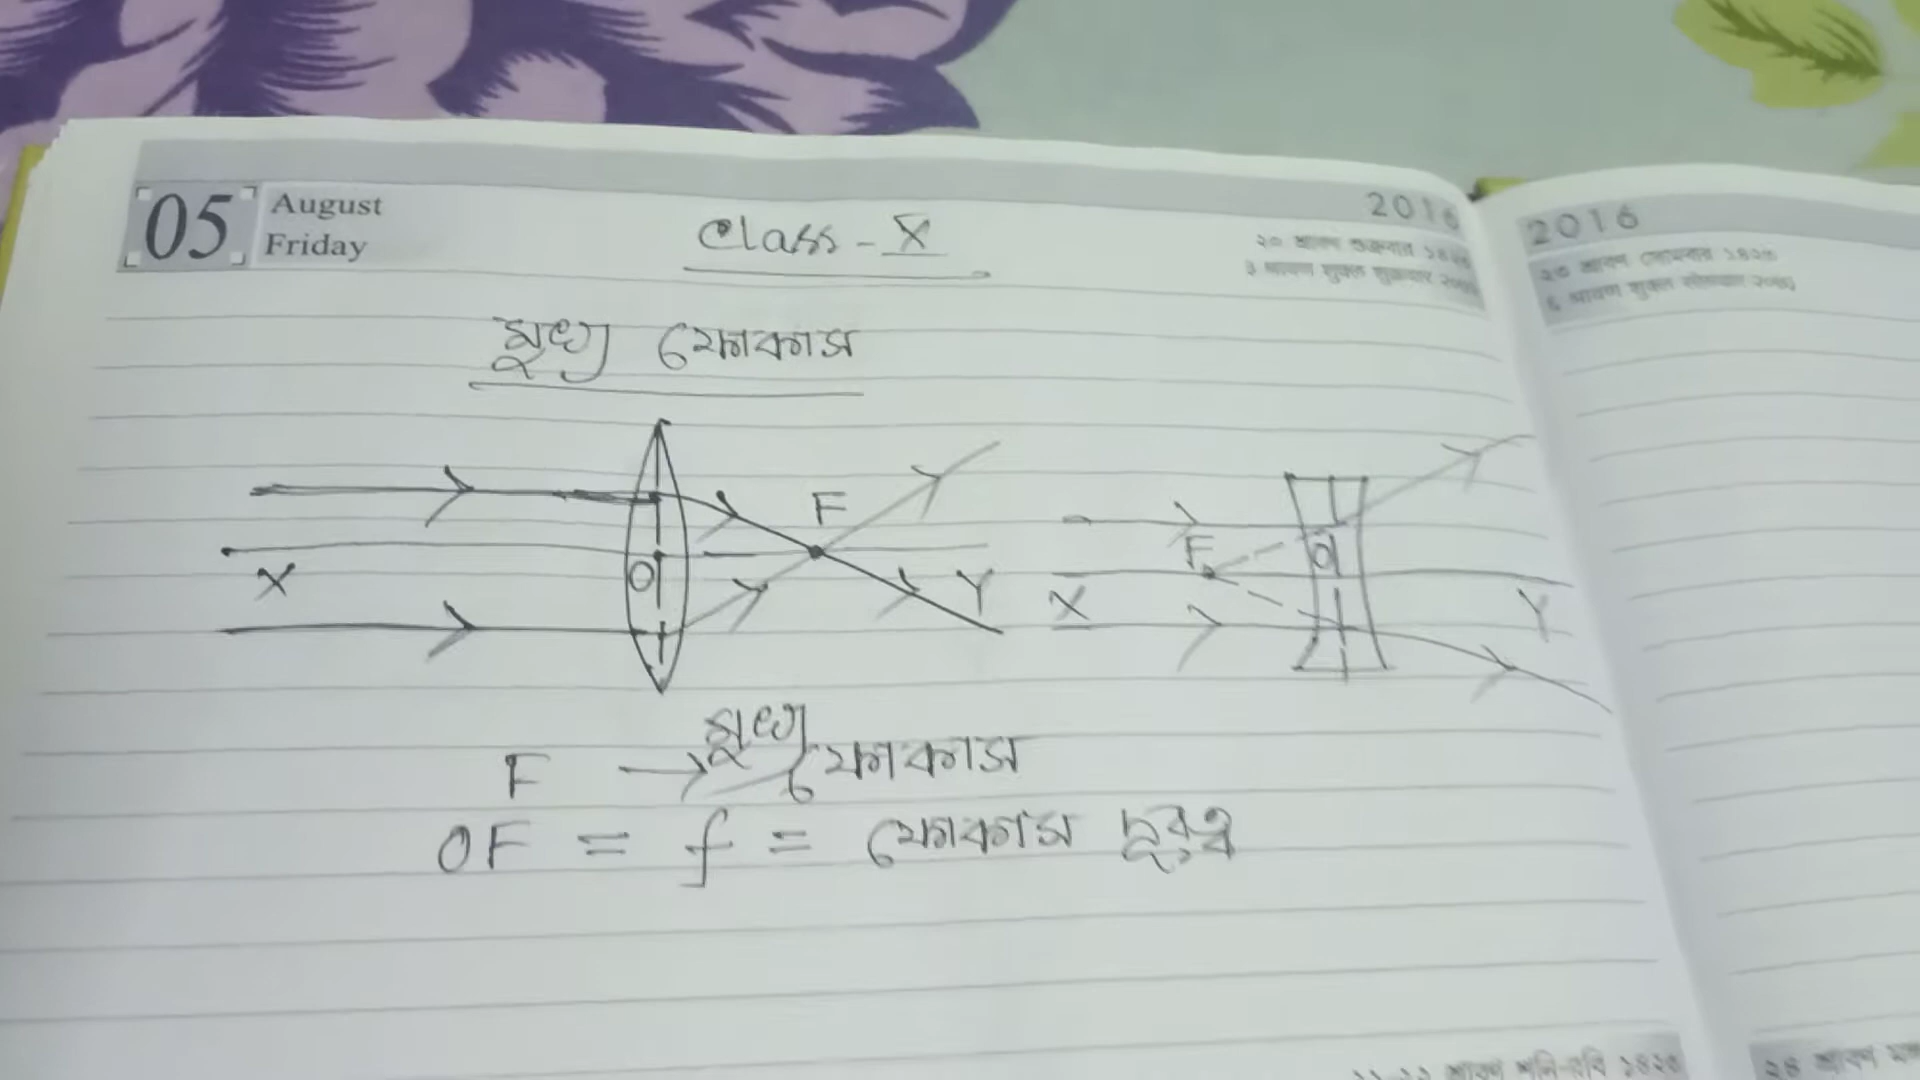 05
August
Friday
2016
2016
Class - X
মুখ্য ফোকাস
F
X
O
Y
F
O
X
Y
F → মুখ্য ফোকাস
OF = f = ফোকাস দূরত্ব